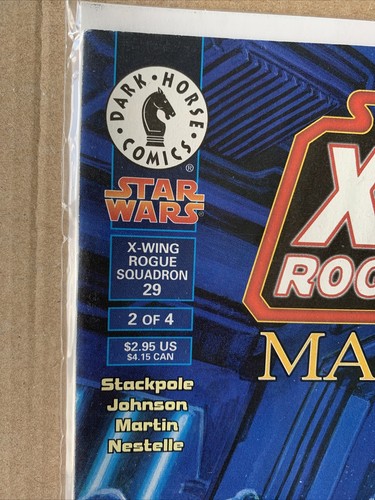 DARK • HORSE
COMICS
®
STAR
WARS
X-WING
ROGUE
SQUADRON
29
2 OF 4
$2.95 US
$4.15 CAN
Stackpole
Johnson
Martin
Nestelle
X
ROGU
MA